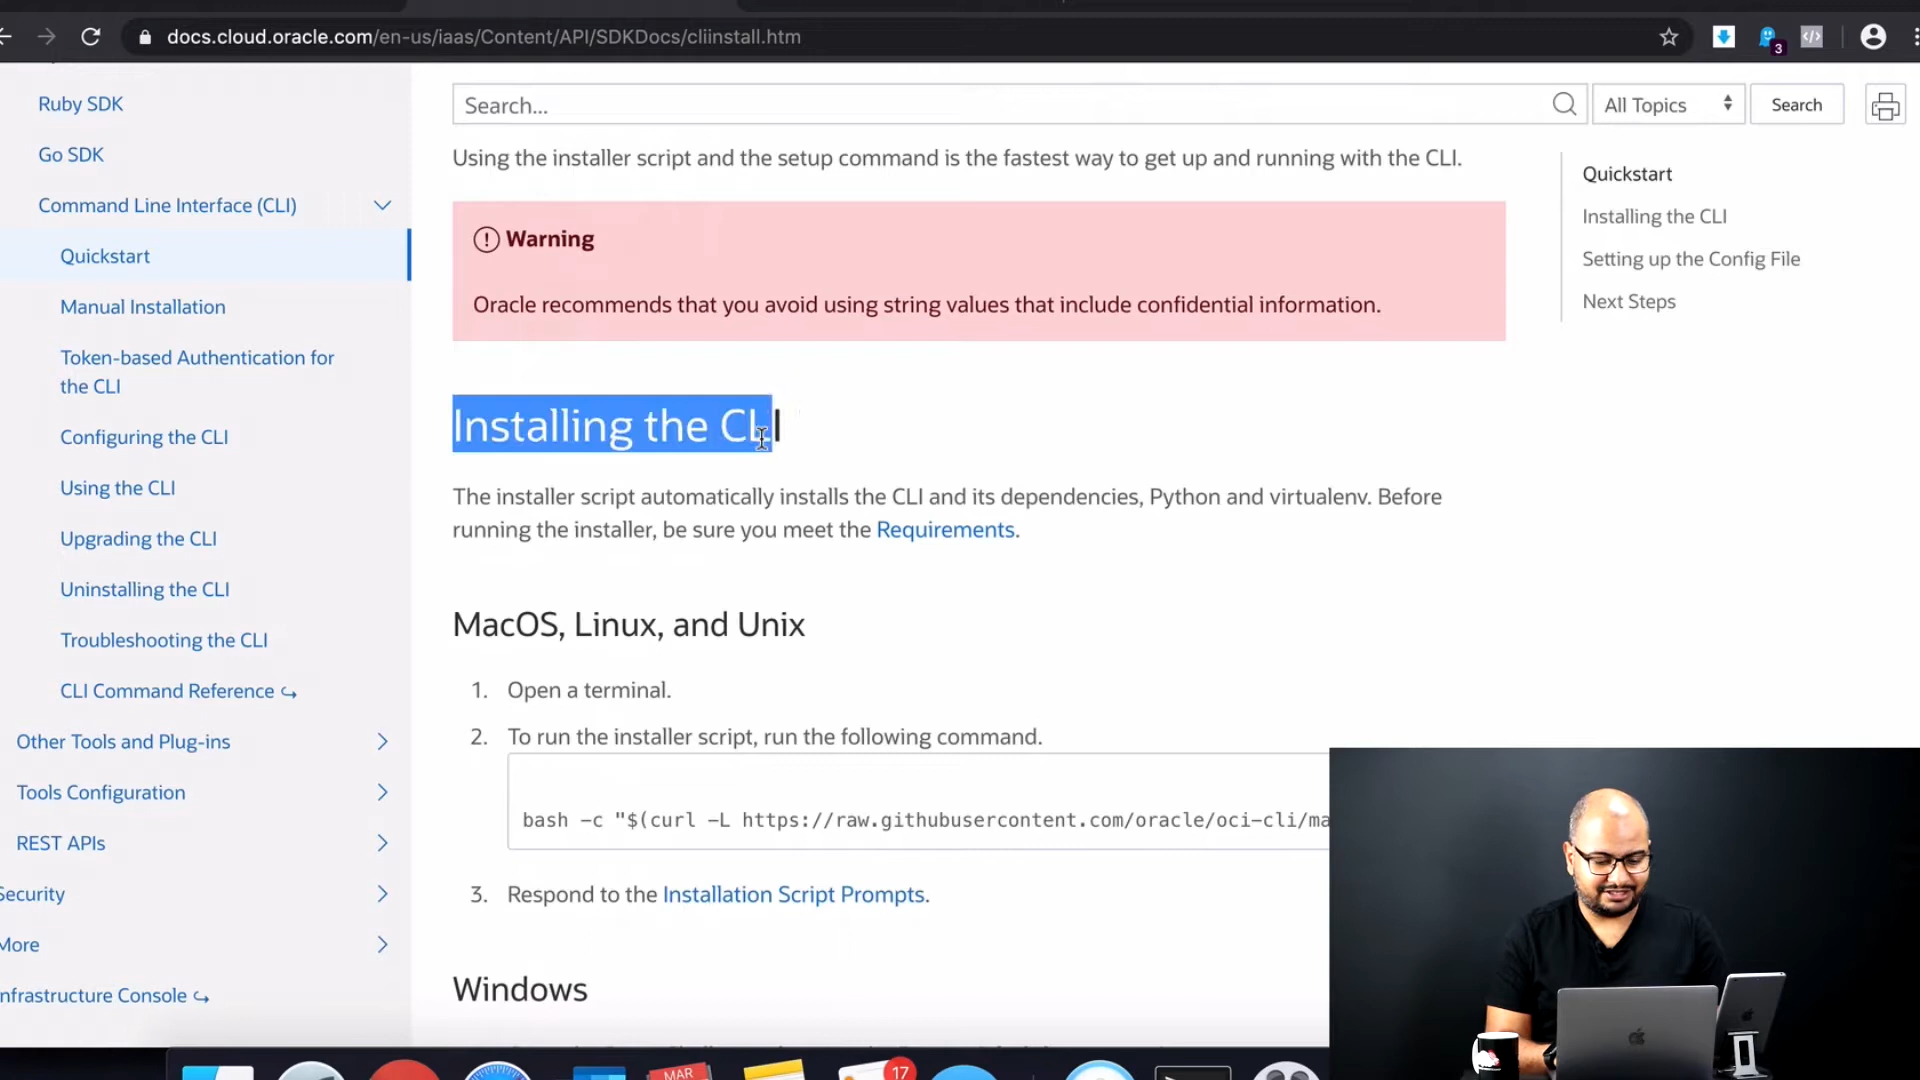 docs.cloud.oracle.com/en-us/iaas/Content/API/SDKDocs/cliinstall.htm
3
Ruby SDK
Go SDK
Command Line Interface (CLI)
Quickstart
Manual Installation
Token-based Authentication for
the CLI
Configuring the CLI
Using the CLI
Upgrading the CLI
Uninstalling the CLI
Troubleshooting the CLI
CLI Command Reference
Other Tools and Plug-ins
Tools Configuration
REST APIs
Security
More
nfrastructure Console
Search...
All Topics
Search
Using the installer script and the setup command is the fastest way to get up and running with the CLI.
Warning
Oracle recommends that you avoid using string values that include confidential information.
Installing the CLI
The installer script automatically installs the CLI and its dependencies, Python and virtualenv. Before
running the installer, be sure you meet the Requirements.
MacOS, Linux, and Unix
1. Open a terminal.
2. To run the installer script, run the following command.
bash -c "$(curl -L https://raw.githubusercontent.com/oracle/oci-cli/ma
3. Respond to the Installation Script Prompts.
Windows
Quickstart
Installing the CLI
Setting up the Config File
Next Steps
MAR
17